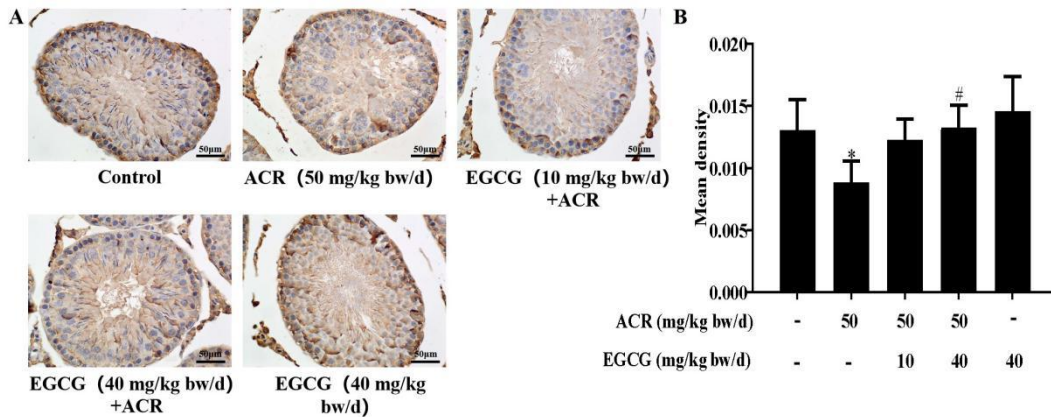 A
50μm
50μm
50μm
Control
ACR (50 mg/kg bw/d)
EGCG (10 mg/kg bw/d)
+ACR
50μm
50μm
EGCG (40 mg/kg bw/d)
+ACR
EGCG (40 mg/kg
bw/d)
B
Mean density
0.020
0.015
0.010
0.005
0.000
*
#
ACR (mg/kg bw/d) - 50 50 50 -
EGCG (mg/kg bw/d) - - 10 40 40